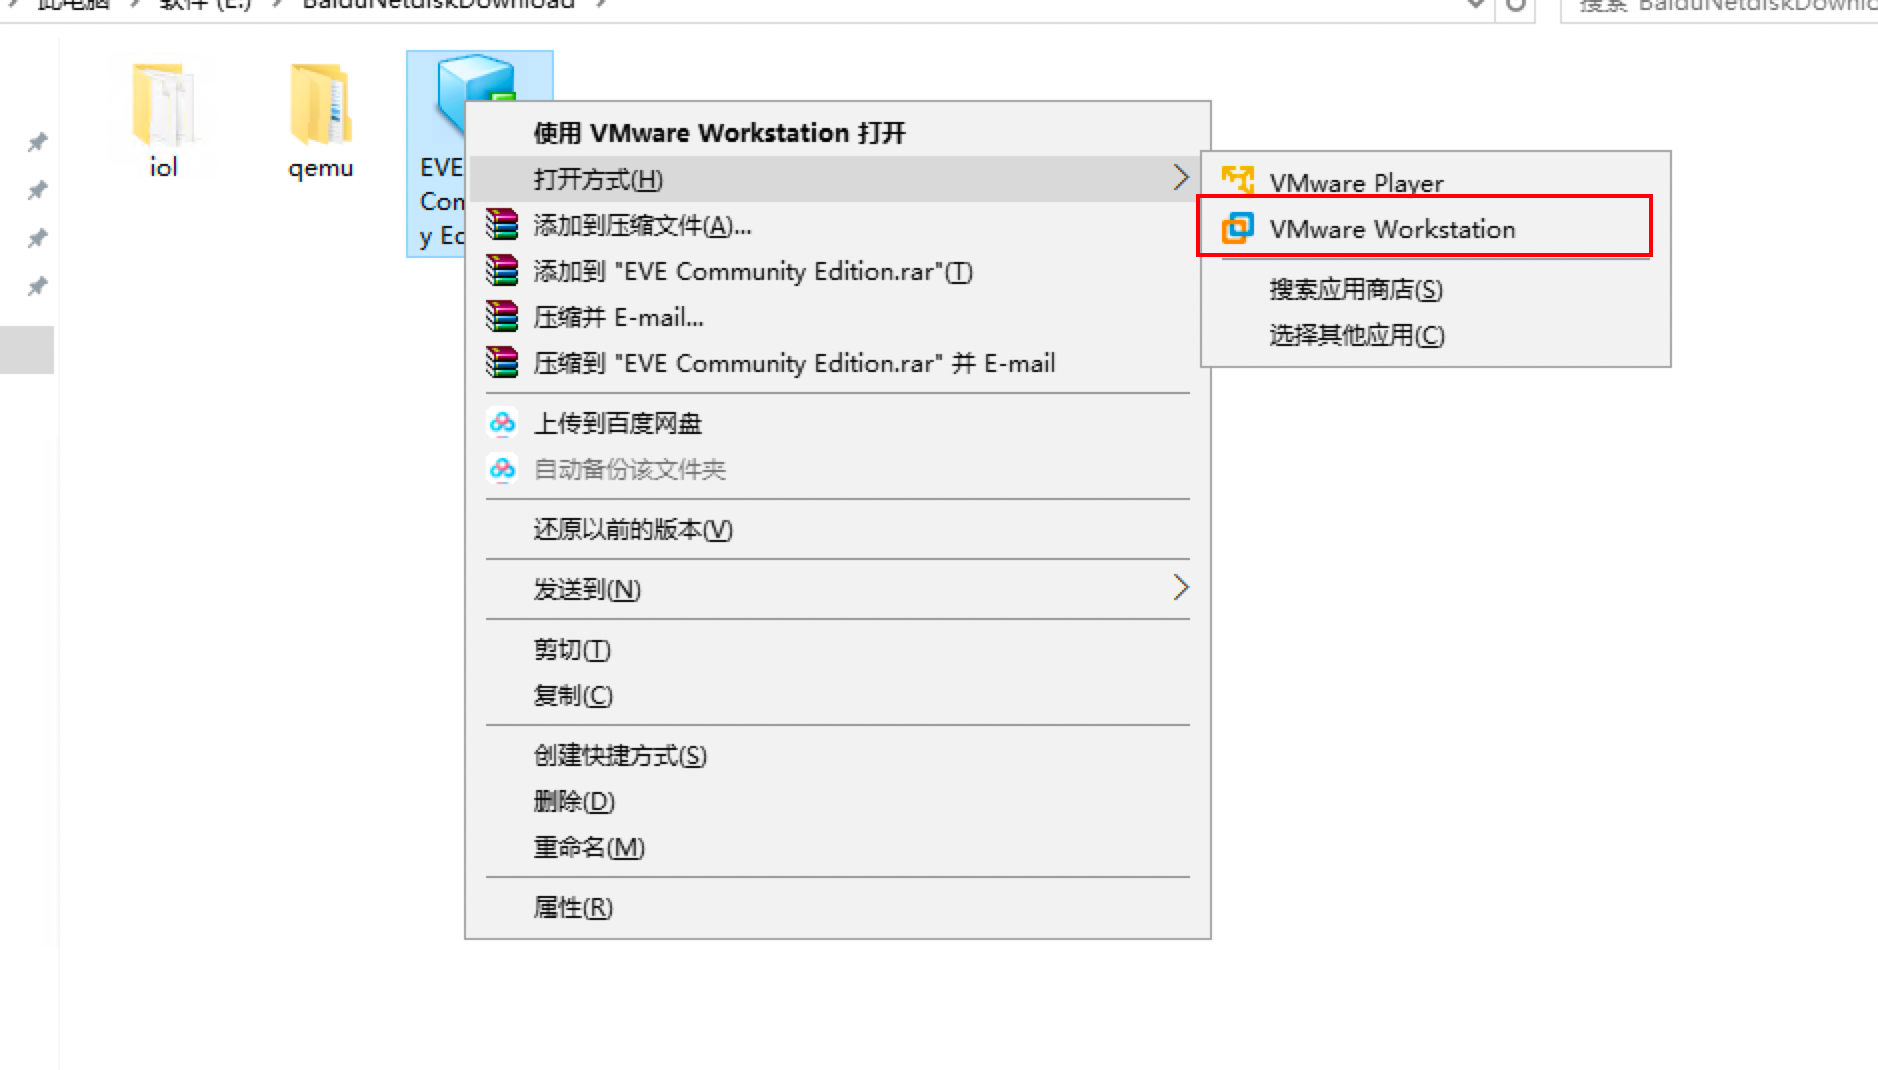 此电脑 软件 (E:) BaiduNetdiskDownload
搜索 BaiduNetdiskDownlo
iol
qemu
EVE
Con
y Ec
使用 VMware Workstation 打开
打开方式(H)
添加到压缩文件(A)...
添加到 "EVE Community Edition.rar"(T)
压缩并 E-mail...
压缩到 "EVE Community Edition.rar" 并 E-mail
上传到百度网盘
自动备份该文件夹
还原以前的版本(V)
发送到(N)
剪切(T)
复制(C)
创建快捷方式(S)
删除(D)
重命名(M)
属性(R)
VMware Player
VMware Workstation
搜索应用商店(S)
选择其他应用(C)